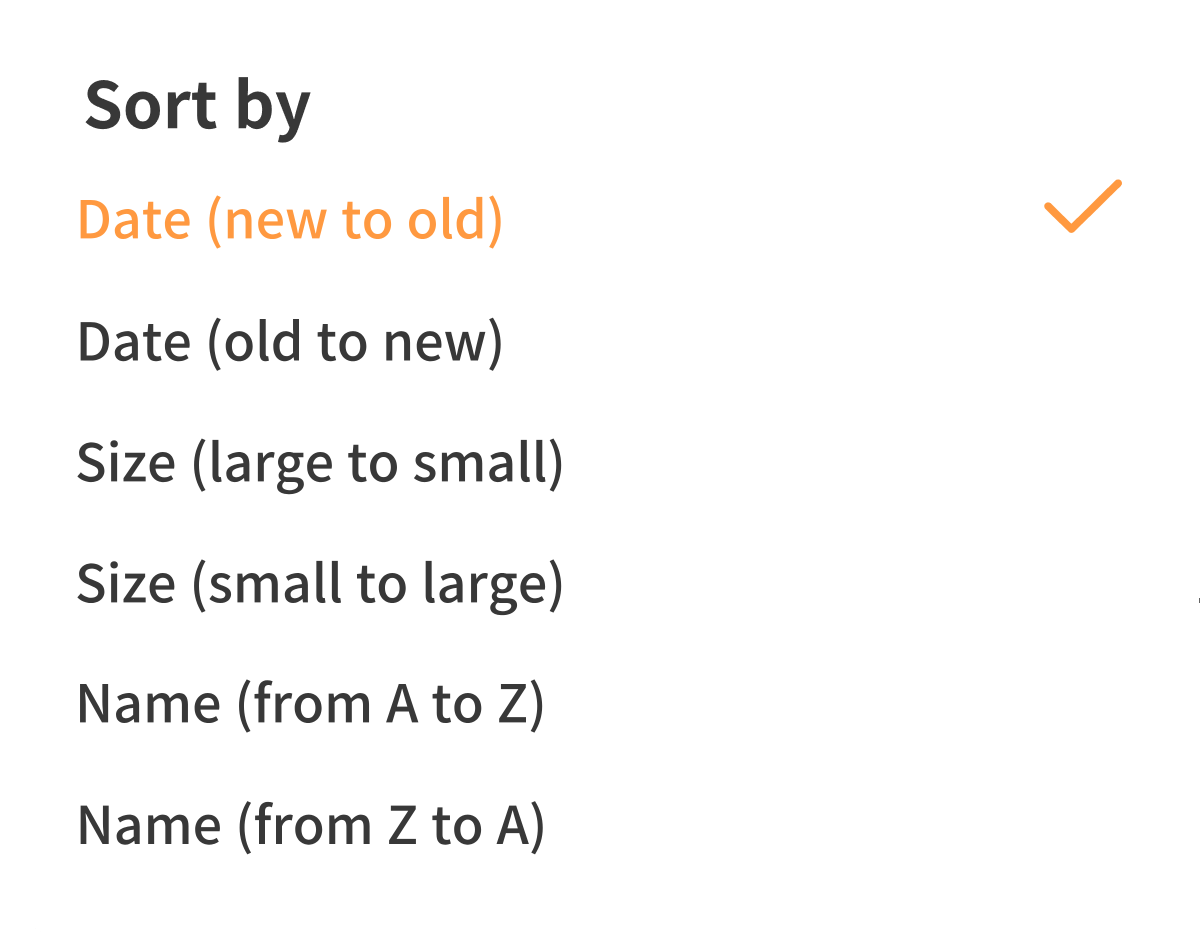 Sort by
Date (new to old)
Date (old to new)
Size (large to small)
Size (small to large)
Name (from A to Z)
Name (from Z to A)